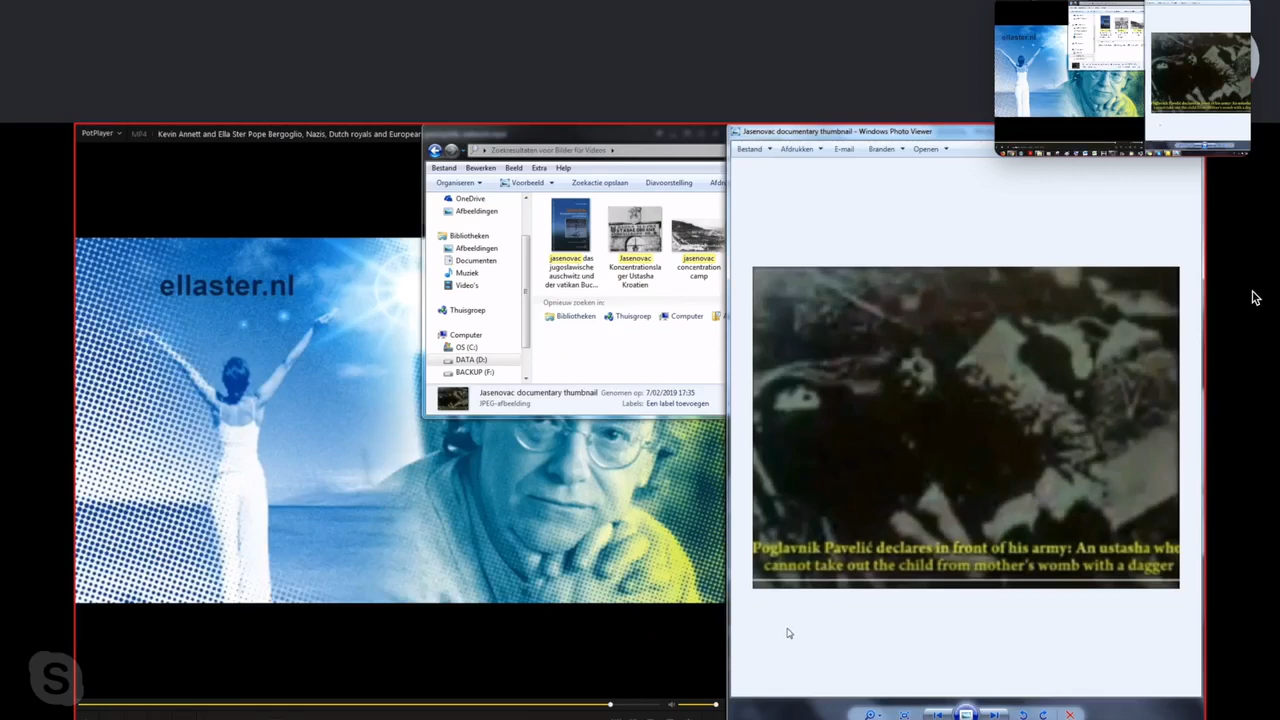 PotPlayer MP4 Kevin Annett and Ella Ster Pope Bergoglio, Nazis, Dutch royals and European
Zoekresultaten voor Bilder für Videos
Bestand Bewerken Beeld Extra Help
Organiseren Voorbeeld Zoekactie opslaan Diavoorstelling Afdru
OneDrive
Afbeeldingen
Bibliotheken
Afbeeldingen
Documenten
Muziek
Video's
Thuisgroep
Computer
OS (C:)
DATA (D:)
BACKUP (F:)
jasenovac das
jugoslawische
auschwitz und
der vatikan Buc...
Jasenovac
Konzentrationsla
ger Ustasha
Kroatien
jasenovac
concentration
camp
Opnieuw zoeken in:
Bibliotheken Thuisgroep Computer
Jasenovac documentary thumbnail Genomen op: 7/02/2019 17:35
JPEG-afbeelding Labels: Een label toevoegen
ellaster.nl
Jasenovac documentary thumbnail - Windows Photo Viewer
Bestand Afdrukken E-mail Branden Openen
Poglavnik Pavelić declares in front of his army: An ustasha who
cannot take out the child from mother's womb with a dagger
ellaster.nl
S